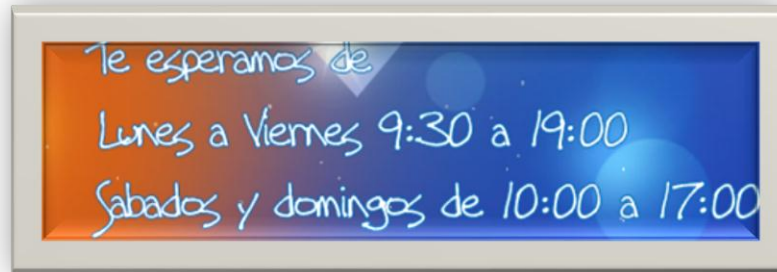 Te esperamos de
Lunes a Viernes 9:30 a 19:00
Sabados y domingos de 10:00 a 17:00